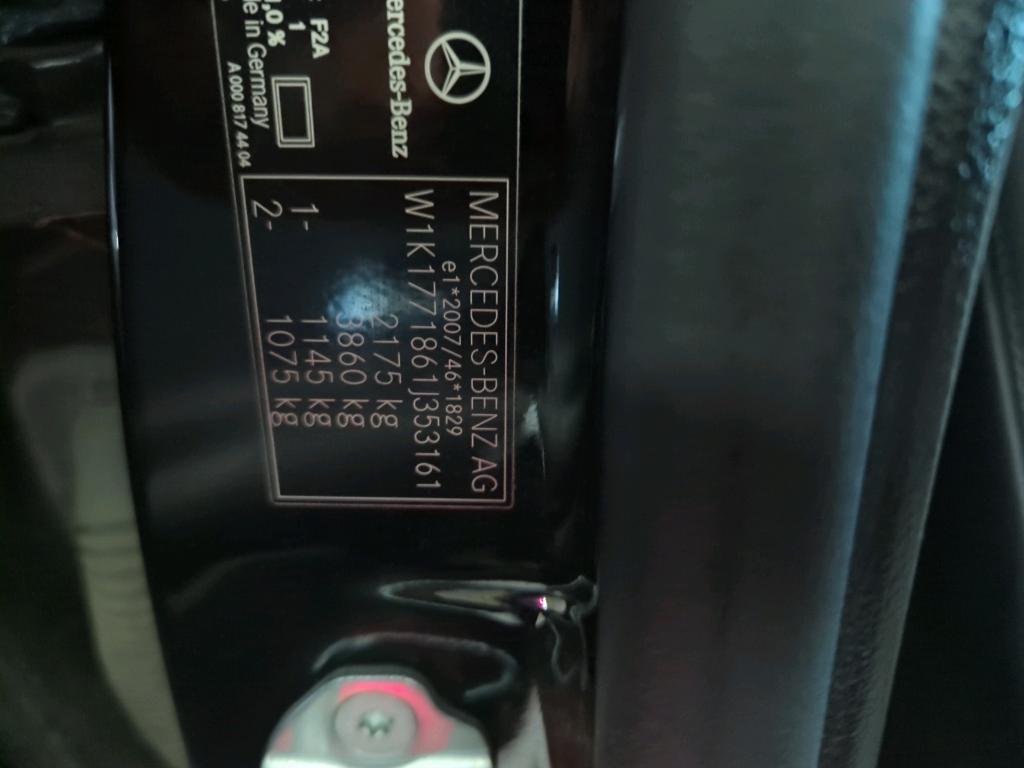 Mercedes-Benz
F2A
1
,0 %
de in Germany
A 000 817 44 04
MERCEDES-BENZ AG
e1*2007/46*1829
W1K1771861J353161
2175 kg
3860 kg
1- 1145 kg
2- 1075 kg